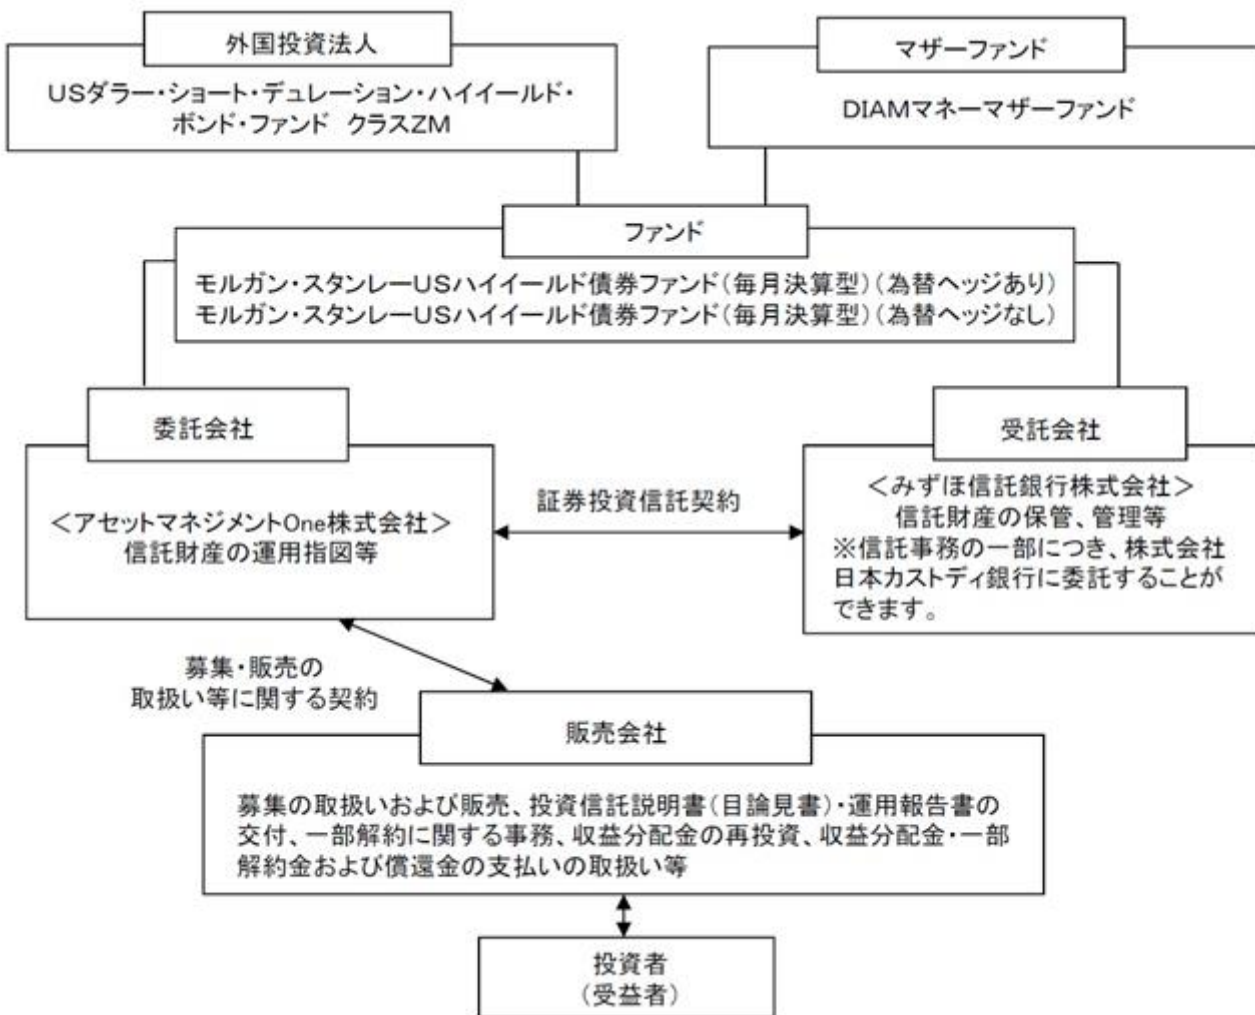 外国投資法人
USダラー・ショート・デュレーション・ハイイールド・
ボンド・ファンド クラスZM
マザーファンド
DIAMマネーマザーファンド
ファンド
モルガン・スタンレーUSハイイールド債券ファンド(毎月決算型)(為替ヘッジあり)
モルガン・スタンレーUSハイイールド債券ファンド(毎月決算型)(為替ヘッジなし)
委託会社
<アセットマネジメントOne株式会社>
信託財産の運用指図等
証券投資信託契約
受託会社
<みずほ信託銀行株式会社>
信託財産の保管、管理等
※信託事務の一部につき、株式会社
日本カストディ銀行に委託することが
できます。
募集・販売の
取扱い等に関する契約
販売会社
募集の取扱いおよび販売、投資信託説明書(目論見書)・運用報告書の
交付、一部解約に関する事務、収益分配金の再投資、収益分配金・一部
解約金および償還金の支払いの取扱い等
投資者
(受益者)